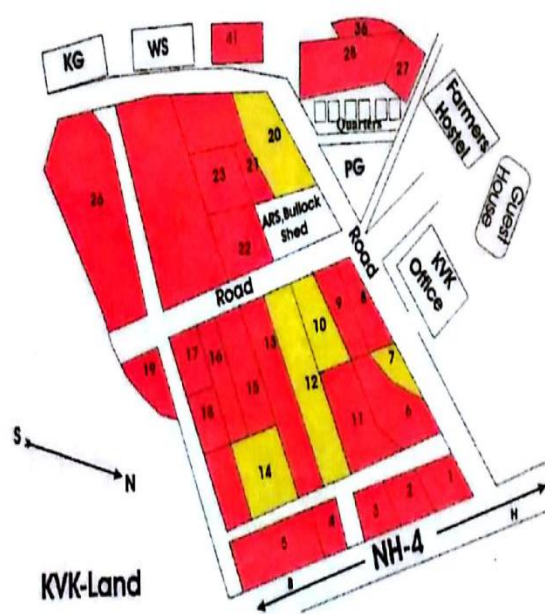 KG
WS
41
36
28
27
Quarters
PG
Farmers
Hostel
Guest
House
KVK
Office
20
21
23
22
ARS,Bullock
Shed
26
Road
Road
19
17
16
18
15
13
12
10
9
8
7
11
6
14
5
4
3
2
1
S
N
B
NH-4
H
KVK-Land